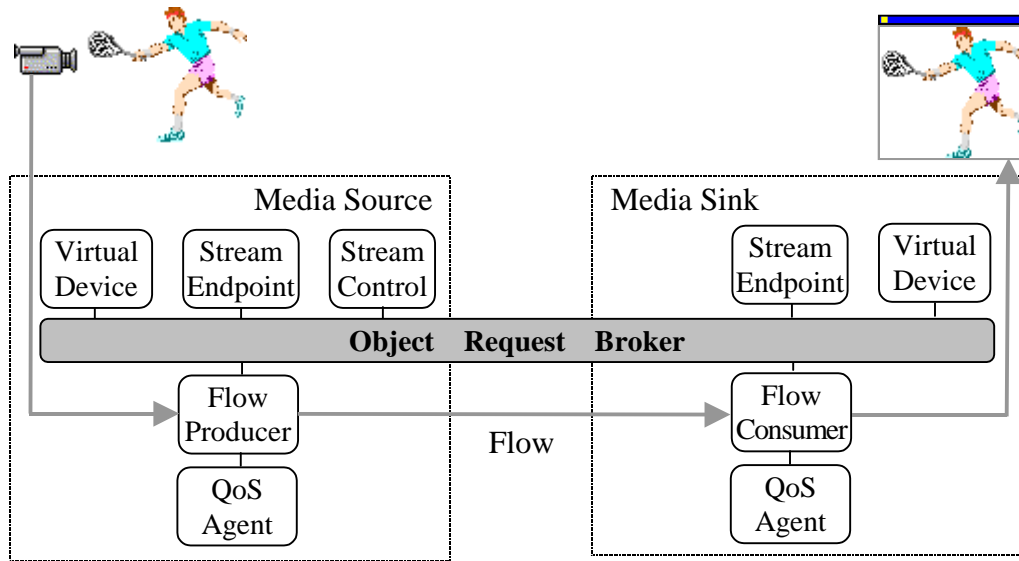 Media Source
Media Sink
Virtual
Device
Stream
Endpoint
Stream
Control
Stream
Endpoint
Virtual
Device
Object Request Broker
Flow
Producer
Flow
Flow
Consumer
QoS
Agent
QoS
Agent